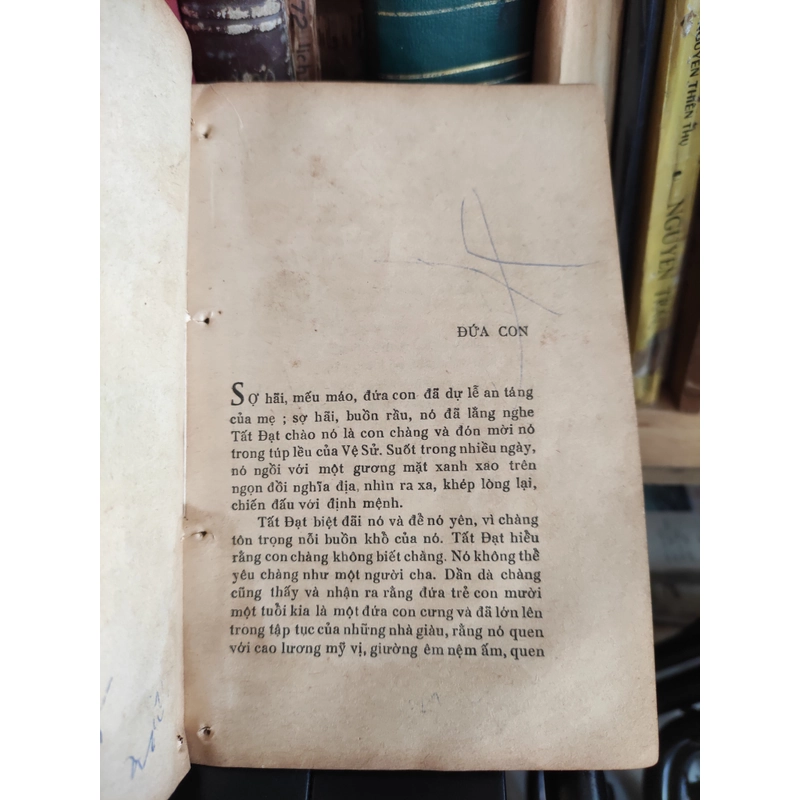 72 lịch
NGUYEN THIÊN THỤ
NGUYEN TRÃI
ĐỨA CON
Sợ hãi, mếu máo, đứa con đã dự lễ an táng
của mẹ ; sợ hãi, buồn rầu, nó đã lắng nghe
Tất Đạt chào nó là con chàng và đón mời nó
trong túp lều của Vệ Sử. Suốt trong nhiều ngày,
nó ngồi với một gương mặt xanh xao trên
ngọn đồi nghĩa địa, nhìn ra xa, khép lòng lại,
chiến đấu với định mệnh.
Tất Đạt biệt đãi nó và để nó yên, vì chàng
tôn trọng nỗi buồn khổ của nó. Tất Đạt hiểu
rằng con chàng không biết chàng. Nó không thể
yêu chàng như một người cha. Dần dà chàng
cũng thấy và nhận ra rằng đứa trẻ con mười
một tuổi kia là một đứa con cưng và đã lớn lên
trong tập tục của những nhà giàu, rằng nó quen
với cao lương mỹ vị, giường êm nệm ấm, quen